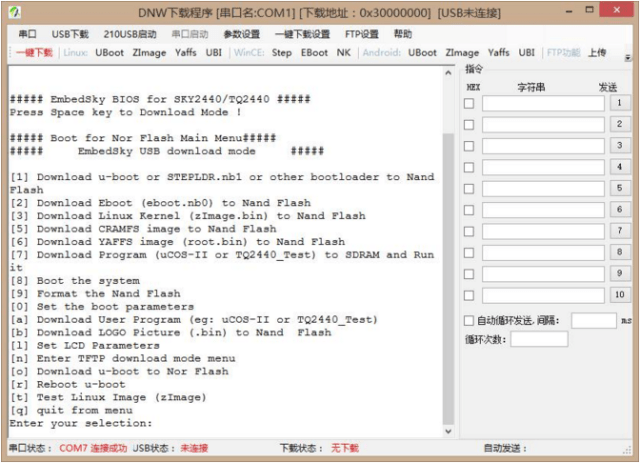 DNW下载程序 [串口名:COM1] [下载地址：0x30000000] [USB未连接]
串口 USB下载 210USB启动 串口启动 参数设置 一键下载设置 FTP设置 帮助
一键下载 Linux: UBoot ZImage Yaffs UBI WinCE: Step EBoot NK Android: UBoot ZImage Yaffs UBI FTP功能 上传
##### EmbedSky BIOS for SKY2440/TQ2440 #####
Press Space key to Download Mode !
##### Boot for Nor Flash Main Menu#####
##### EmbedSky USB download mode #####
[1] Download u-boot or STEPLDR.nb1 or other bootloader to Nand
Flash
[2] Download Eboot (eboot.nb0) to Nand Flash
[3] Download Linux Kernel (zImage.bin) to Nand Flash
[5] Download CRAMFS image to Nand Flash
[6] Download YAFFS image (root.bin) to Nand Flash
[7] Download Program (uCOS-II or TQ2440_Test) to SDRAM and Run
it
[8] Boot the system
[9] Format the Nand Flash
[0] Set the boot parameters
[a] Download User Program (eg: uCOS-II or TQ2440_Test)
[b] Download LOGO Picture (.bin) to Nand Flash
[l] Set LCD Parameters
[n] Enter TFTP download mode menu
[o] Download u-boot to Nor Flash
[r] Reboot u-boot
[t] Test Linux Image (zImage)
[q] quit from menu
Enter your selection:
指令
HEX 字符串 发送
1
2
3
4
5
6
7
8
9
10
自动循环发送.间隔: ms
循环次数:
串口状态： COM7 连接成功 USB状态： 未连接 下载状态： 无下载 自动发送：